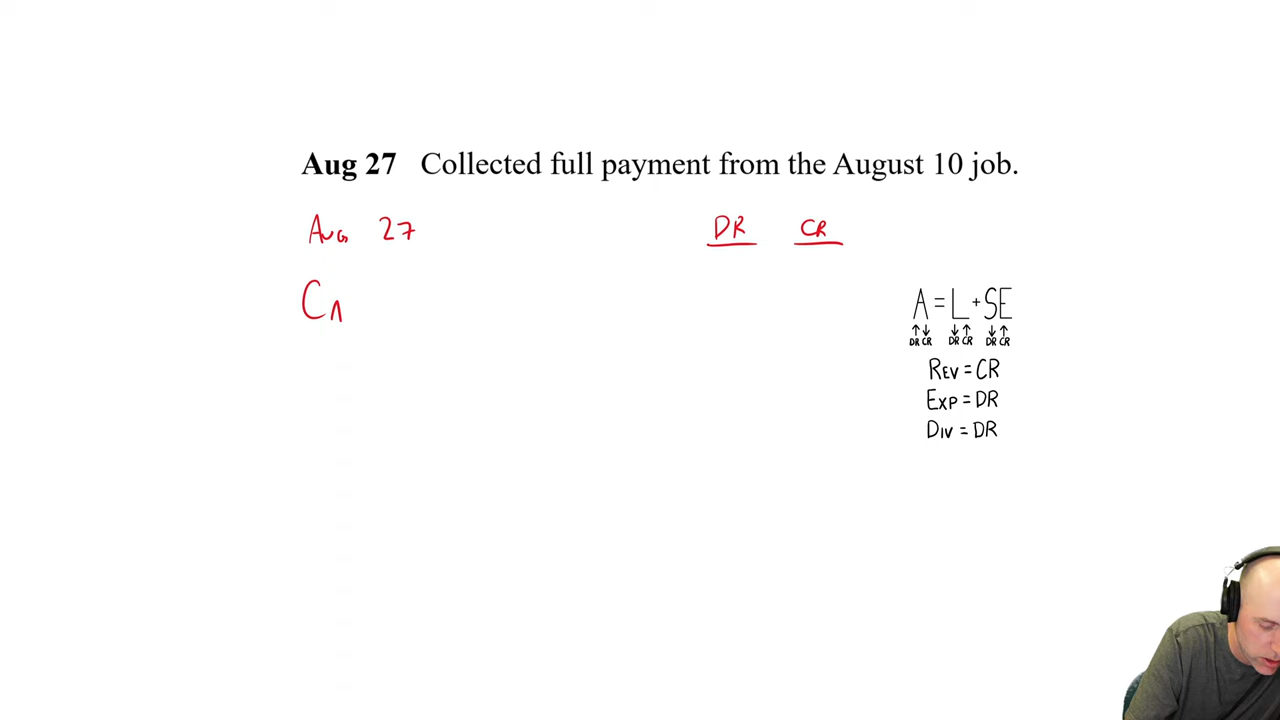 Aug 27 Collected full payment from the August 10 job.
Aug 27 DR CR
CA
A = L + SE
DR CR DR CR DR CR
REV = CR
EXP = DR
DIV = DR